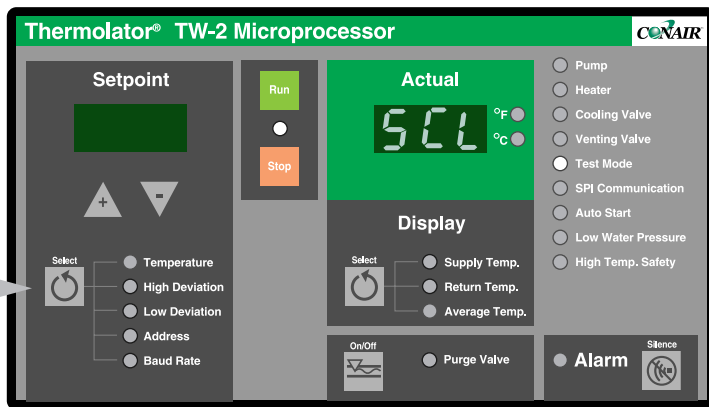 Thermolator® TW-2 Microprocessor
CONAIR
Setpoint
+
-
Select
Temperature
High Deviation
Low Deviation
Address
Baud Rate
Run
Stop
Actual
SCL
°F
°C
Display
Select
Supply Temp.
Return Temp.
Average Temp.
On/Off
Purge Valve
Pump
Heater
Cooling Valve
Venting Valve
Test Mode
SPI Communication
Auto Start
Low Water Pressure
High Temp. Safety
Alarm
Silence